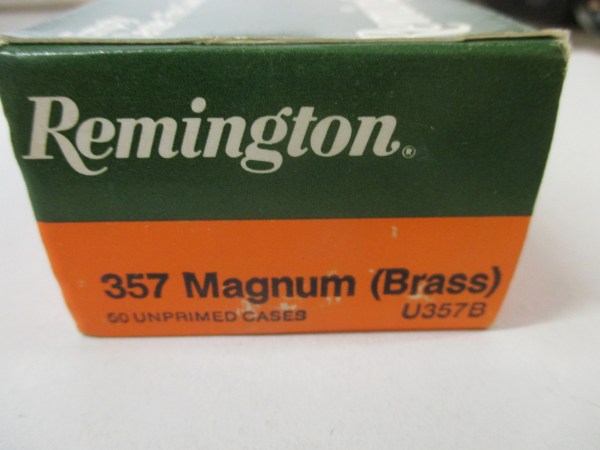 Remington®
357 Magnum (Brass)
50 UNPRIMED CASES U357B